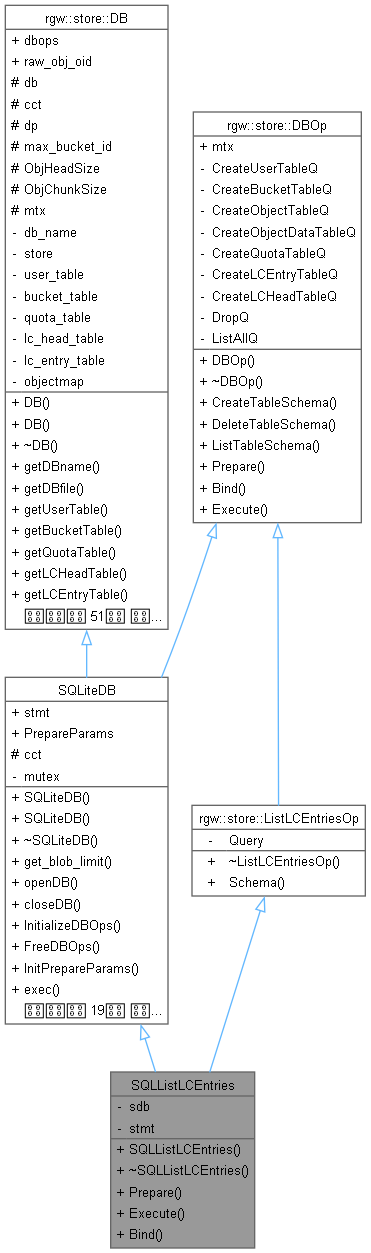 rgw::store::DB
+ dbops
+ raw_obj_oid
# db
# cct
# dp
# max_bucket_id
# ObjHeadSize
# ObjChunkSize
# mtx
- db_name
- store
- user_table
- bucket_table
- quota_table
- lc_head_table
- lc_entry_table
- objectmap
+ DB()
+ DB()
+ ~DB()
+ getDBname()
+ getDBfile()
+ getUserTable()
+ getBucketTable()
+ getQuotaTable()
+ getLCHeadTable()
+ getLCEntryTable()
51 ...
rgw::store::DBOp
+ mtx
- CreateUserTableQ
- CreateBucketTableQ
- CreateObjectTableQ
- CreateObjectDataTableQ
- CreateQuotaTableQ
- CreateLCEntryTableQ
- CreateLCHeadTableQ
- DropQ
- ListAllQ
+ DBOp()
+ ~DBOp()
+ CreateTableSchema()
+ DeleteTableSchema()
+ ListTableSchema()
+ Prepare()
+ Bind()
+ Execute()
SQLiteDB
+ stmt
+ PrepareParams
# cct
- mutex
+ SQLiteDB()
+ SQLiteDB()
+ ~SQLiteDB()
+ get_blob_limit()
+ openDB()
+ closeDB()
+ InitializeDBOps()
+ FreeDBOps()
+ InitPrepareParams()
+ exec()
19 ...
rgw::store::ListLCEntriesOp
- Query
+ ~ListLCEntriesOp()
+ Schema()
SQLListLCEntries
- sdb
- stmt
+ SQLListLCEntries()
+ ~SQLListLCEntries()
+ Prepare()
+ Execute()
+ Bind()